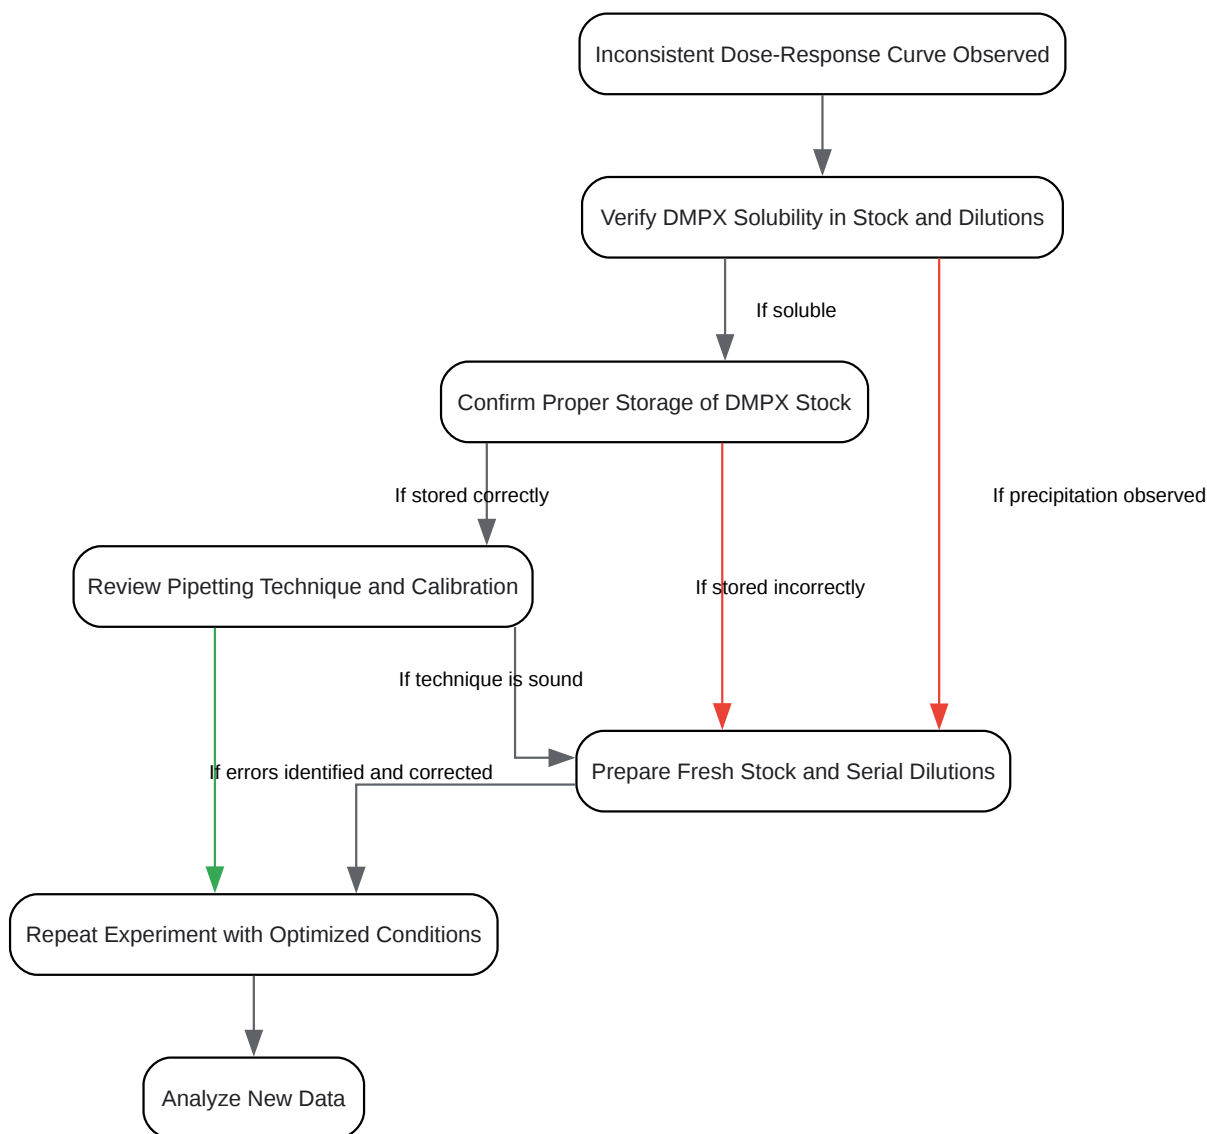 Inconsistent Dose-Response Curve Observed
Verify DMPX Solubility in Stock and Dilutions
If soluble
Confirm Proper Storage of DMPX Stock
If stored correctly
If precipitation observed
Review Pipetting Technique and Calibration
If stored incorrectly
If technique is sound
If errors identified and corrected
Prepare Fresh Stock and Serial Dilutions
Repeat Experiment with Optimized Conditions
Analyze New Data